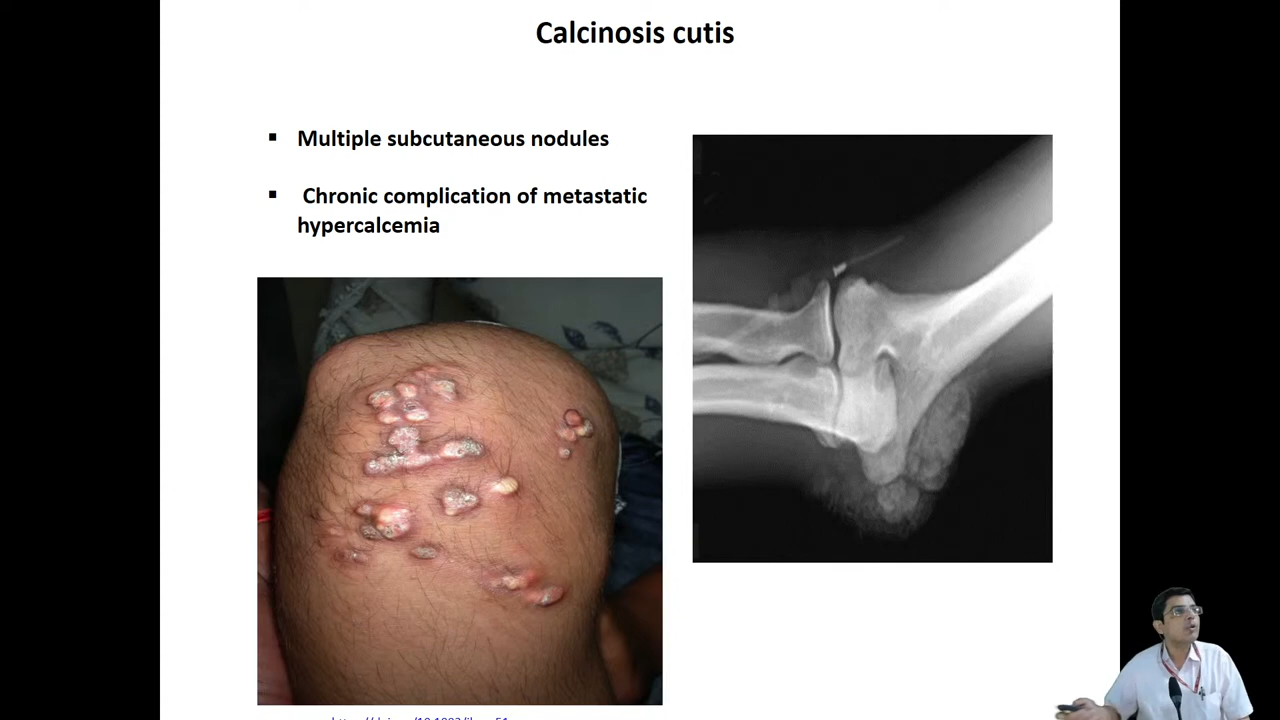 Calcinosis cutis
Multiple subcutaneous nodules
Chronic complication of metastatic
hypercalcemia